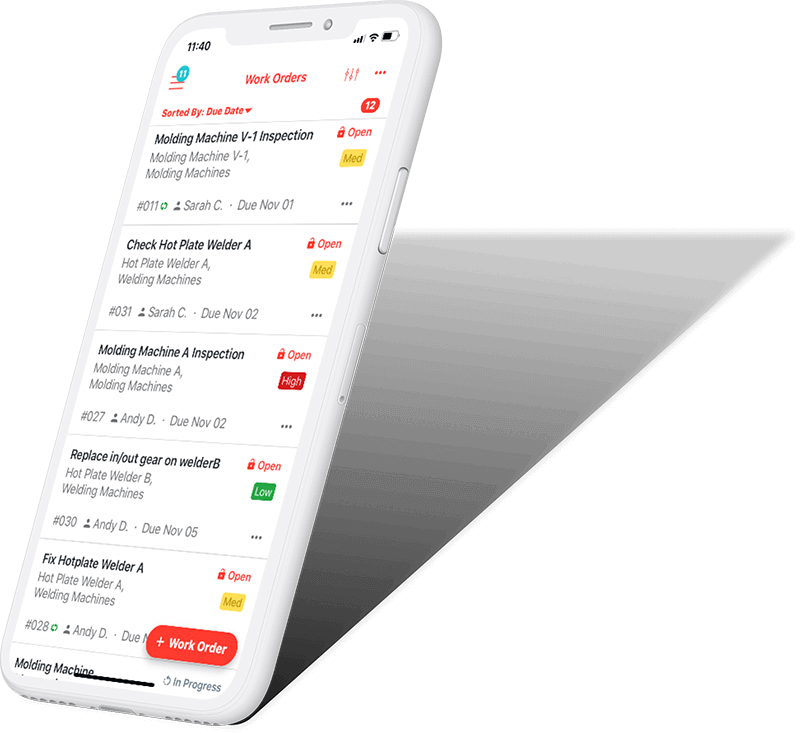 11:40
11
Work Orders
Sorted By: Due Date
12
Molding Machine V-1 Inspection
Open
Molding Machine V-1,
Med
Molding Machines
#011 Sarah C. · Due Nov 01
Check Hot Plate Welder A
Open
Hot Plate Welder A,
Med
Welding Machines
#031 Sarah C. · Due Nov 02
Molding Machine A Inspection
Open
Molding Machine A,
High
Molding Machines
#027 Andy D. · Due Nov 02
Replace in/out gear on welderB
Open
Hot Plate Welder B,
Low
Welding Machines
#030 Andy D. · Due Nov 05
Fix Hotplate Welder A
Open
Hot Plate Welder A,
Med
Welding Machines
#028 Andy D. · Due
+ Work Order
Molding Machine
In Progress